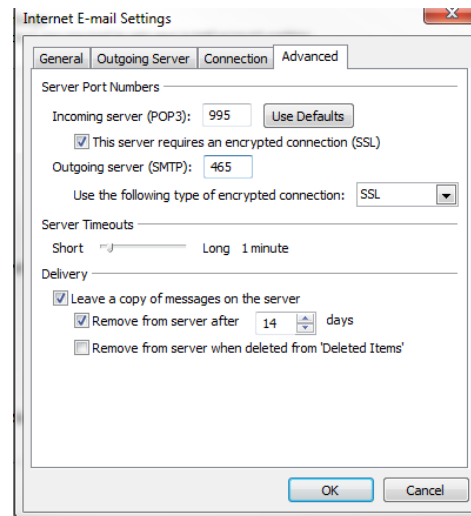 Internet E-mail Settings
General Outgoing Server Connection Advanced
Server Port Numbers
Incoming server (POP3): 995 Use Defaults
This server requires an encrypted connection (SSL)
Outgoing server (SMTP): 465
Use the following type of encrypted connection: SSL
Server Timeouts
Short Long 1 minute
Delivery
Leave a copy of messages on the server
Remove from server after 14 days
Remove from server when deleted from 'Deleted Items'
OK Cancel